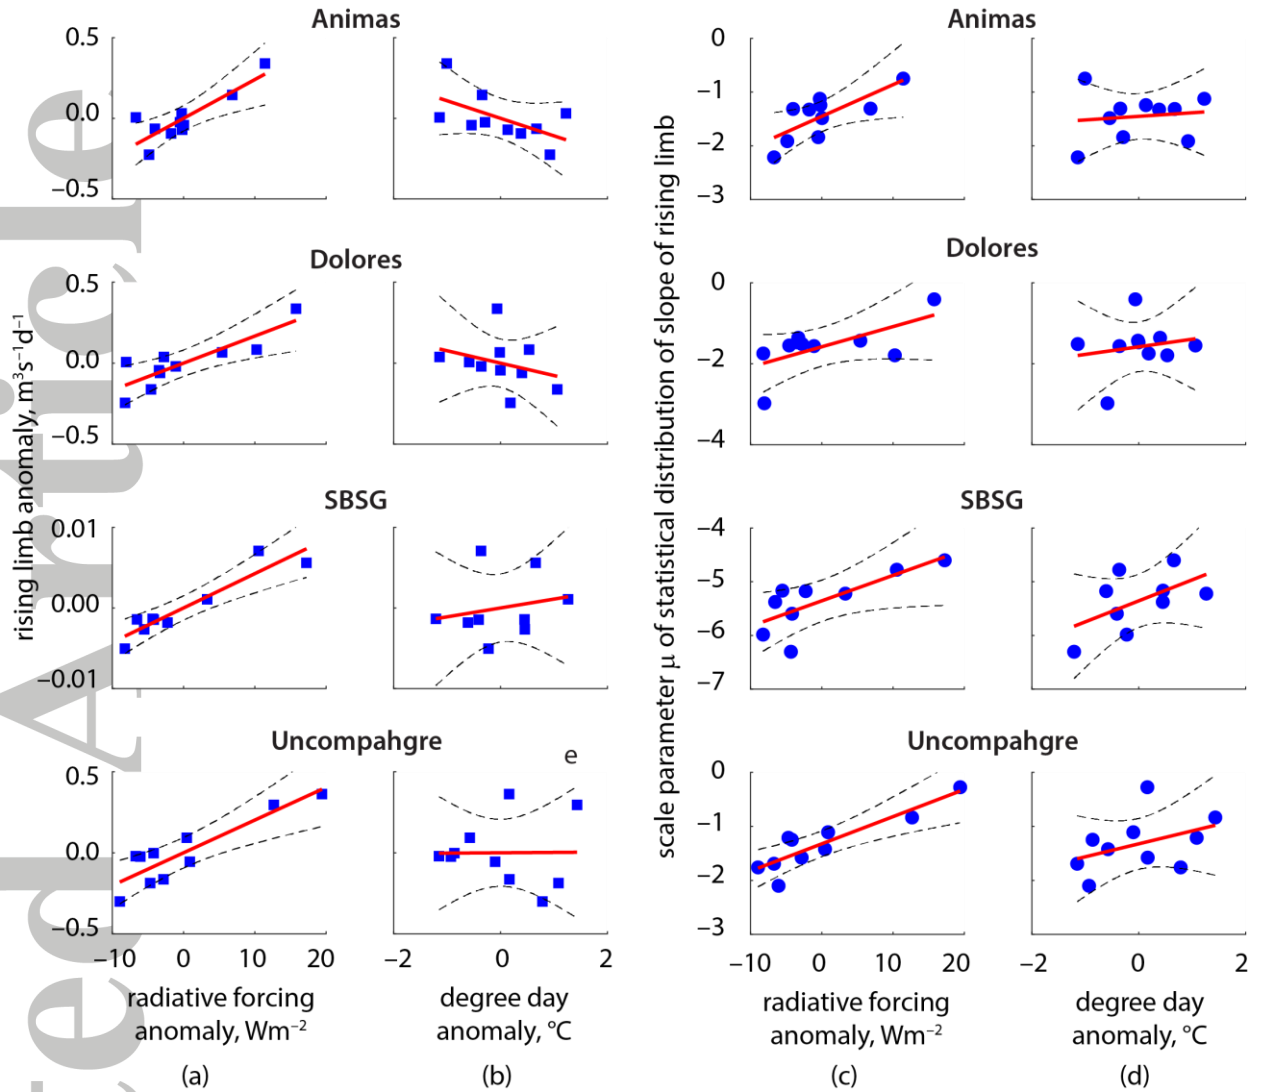 Animas
Animas
0.5
0.0
−0.5
0
−1
−2
−3
Dolores
Dolores
0.5
0.0
−0.5
0
−2
−4
SBSG
SBSG
0.01
0.00
−0.01
−4
−5
−6
−7
Uncompahgre
Uncompahgre
e
0.5
0.0
−0.5
0
−1
−2
−3
−10 0 10 20
−2 0 2
−10 0 10 20
−2 0 2
rising limb anomaly, m³s⁻¹d⁻¹
scale parameter μ of statistical distribution of slope of rising limb
radiative forcing
anomaly, Wm⁻²
degree day
anomaly, °C
radiative forcing
anomaly, Wm⁻²
degree day
anomaly, °C
(a)
(b)
(c)
(d)
ed Article